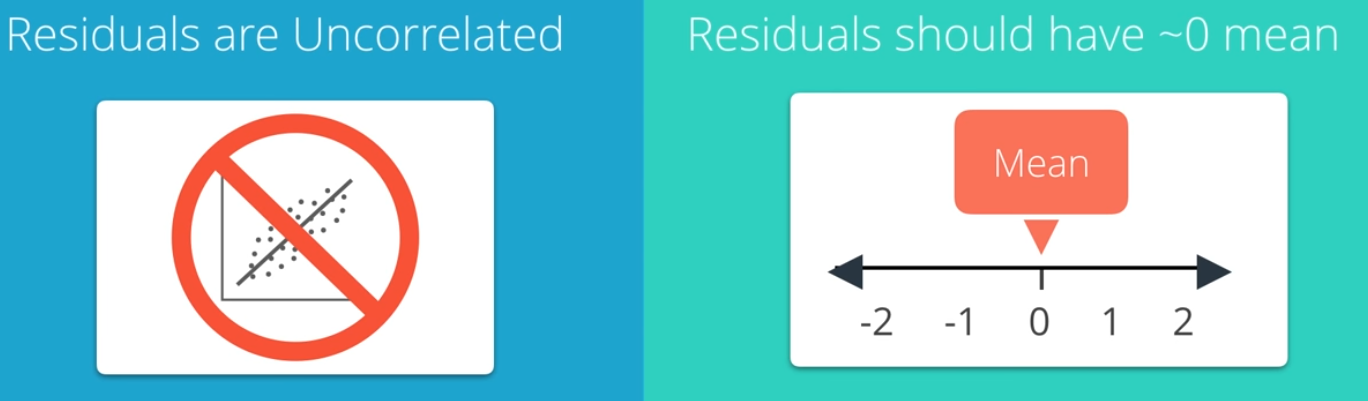 Residuals are Uncorrelated
Residuals should have ~0 mean
Mean
-2 -1 0 1 2